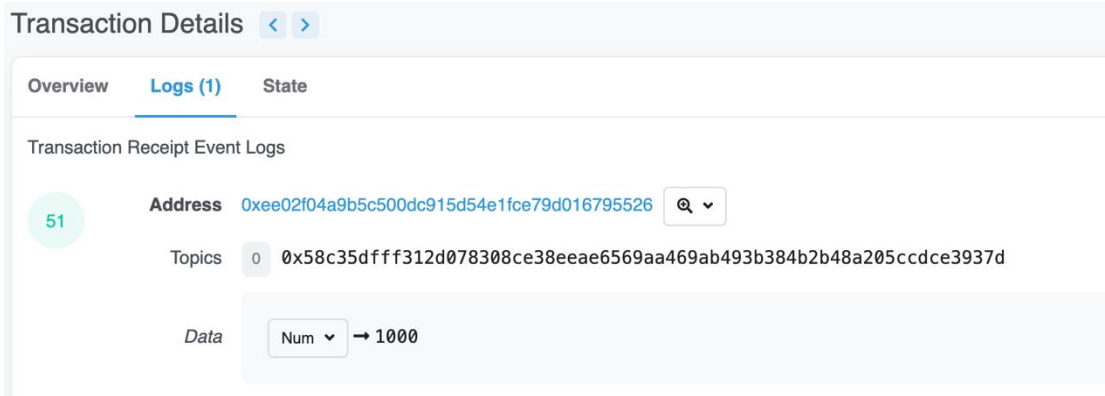 Transaction Details < >
Overview Logs (1) State
Transaction Receipt Event Logs
51 Address 0xee02f04a9b5c500dc915d54e1fce79d016795526
Topics 0 0x58c35dfff312d078308ce38eeae6569aa469ab493b384b2b48a205ccdce3937d
Data Num → 1000